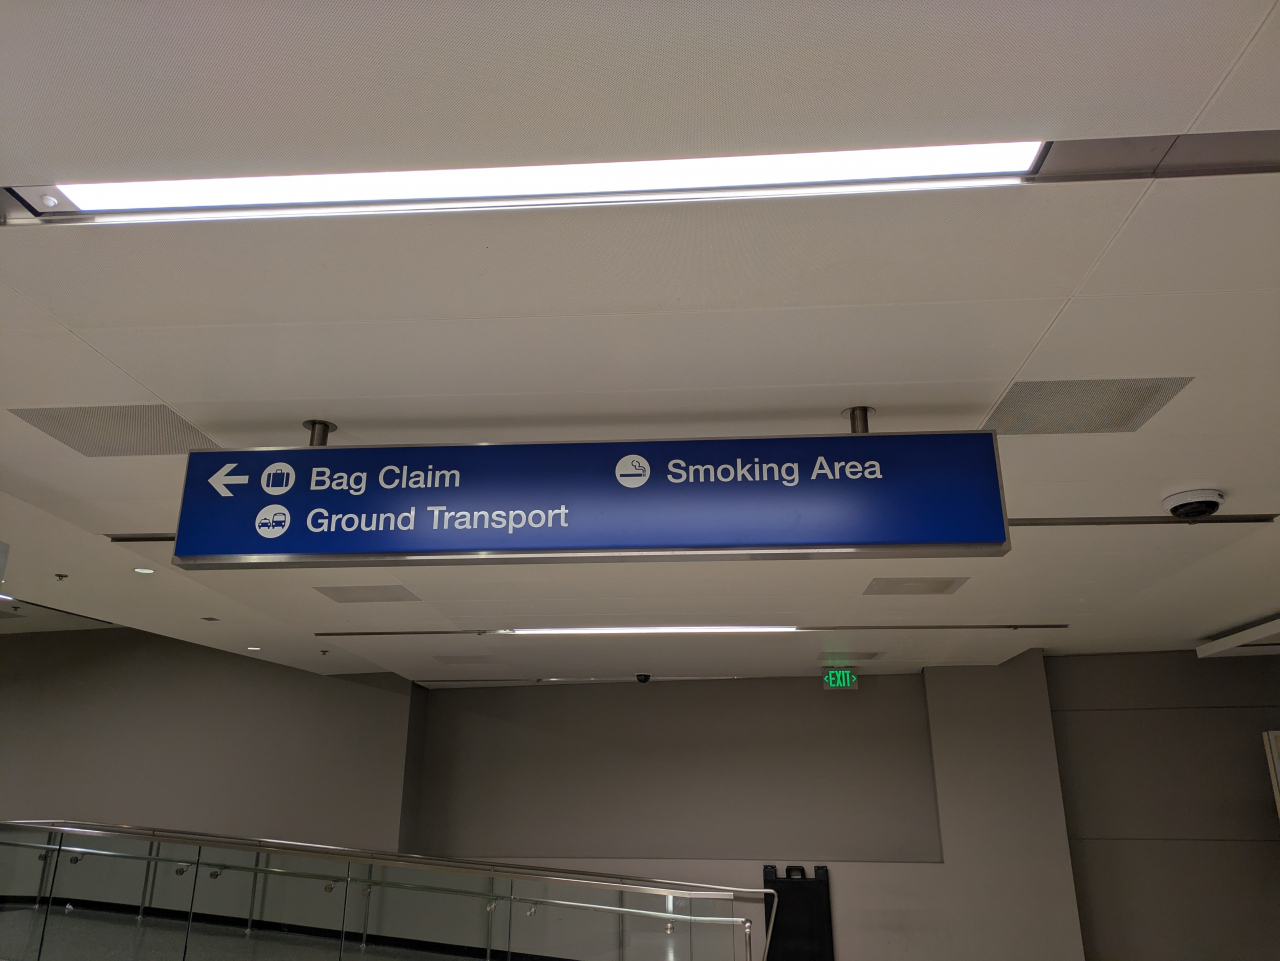 Bag Claim
Ground Transport
Smoking Area
<EXIT>